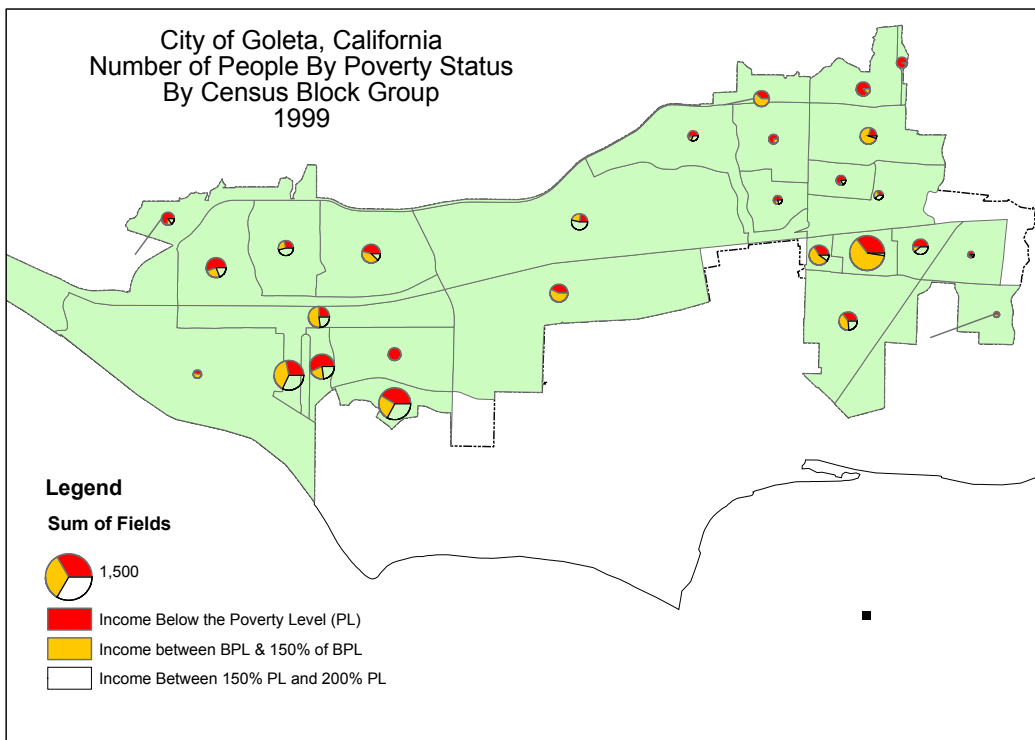 City of Goleta, California
Number of People By Poverty Status
By Census Block Group
1999
Legend
Sum of Fields
1,500
Income Below the Poverty Level (PL)
Income between BPL & 150% of BPL
Income Between 150% PL and 200% PL